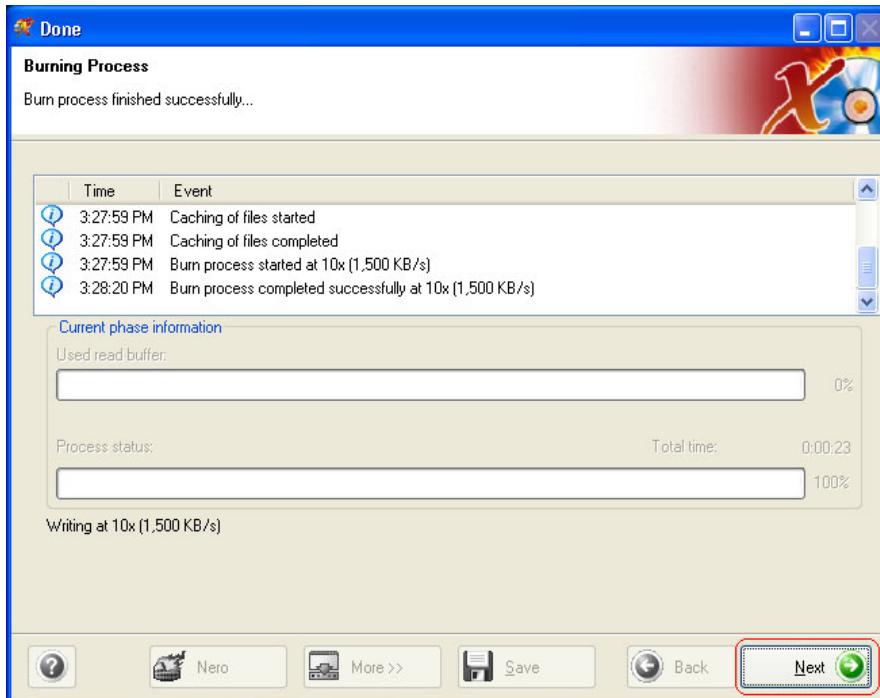 Done
Burning Process
Burn process finished successfully...
Time Event
3:27:59 PM Caching of files started
3:27:59 PM Caching of files completed
3:27:59 PM Burn process started at 10x (1,500 KB/s)
3:28:20 PM Burn process completed successfully at 10x (1,500 KB/s)
Current phase information
Used read buffer:
0%
Process status: Total time: 0:00:23
100%
Writing at 10x (1,500 KB/s)
Nero More >> Save Back Next